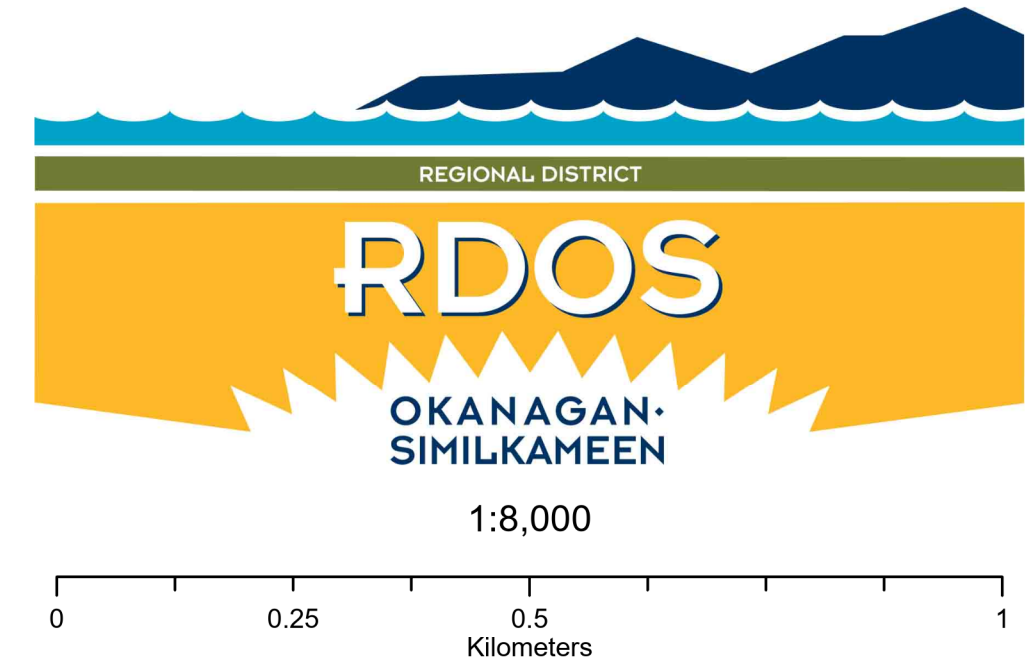 REGIONAL DISTRICT
RDOS
OKANAGAN·
SIMILKAMEEN
1:8,000
0 0.25 0.5 1
Kilometers